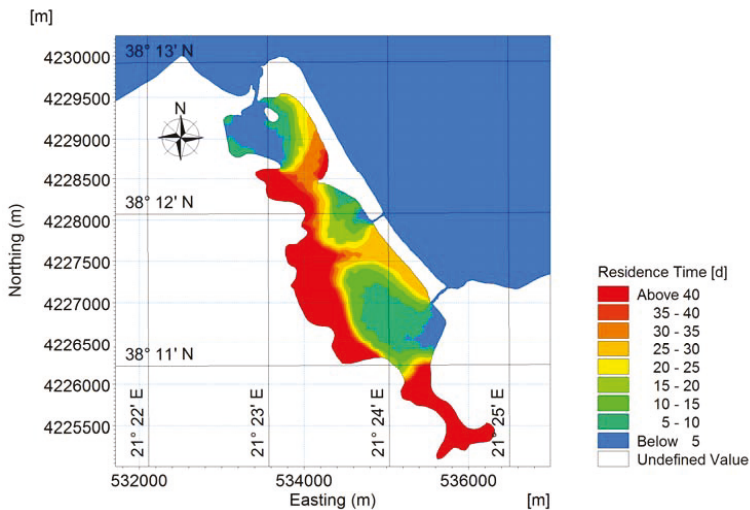 [m]
4230000
4229500
4229000
4228500
4228000
4227500
4227000
4226500
4226000
4225500
Northing (m)
38° 13' N
N
38° 12' N
38° 11' N
21° 22' E
21° 23' E
21° 24' E
21° 25' E
532000
534000
536000
Easting (m)
[m]
Residence Time [d]
Above 40
35 - 40
30 - 35
25 - 30
20 - 25
15 - 20
10 - 15
5 - 10
Below 5
Undefined Value